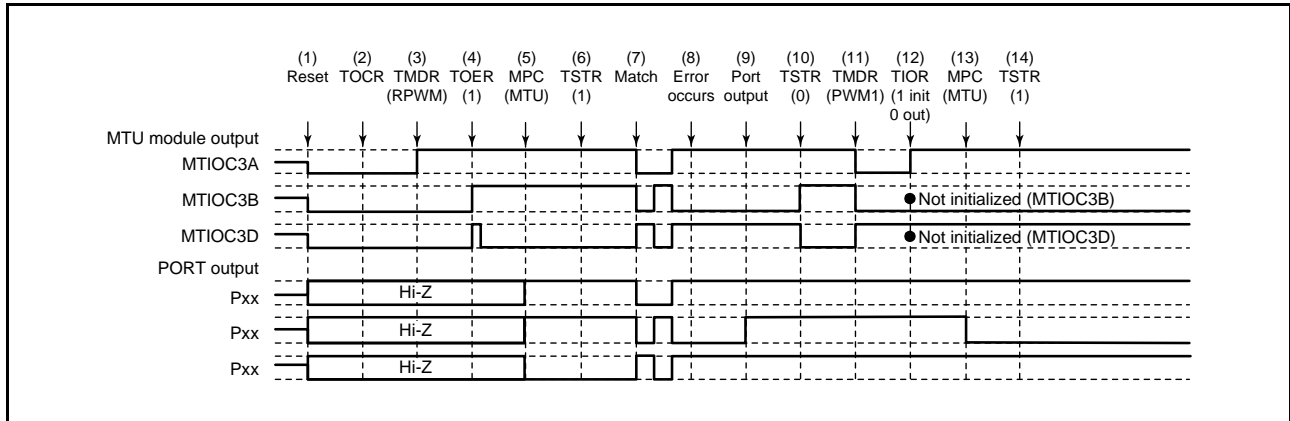 (1) (2) (3) (4) (5) (6) (7) (8) (9) (10) (11) (12) (13) (14)
Reset TOCR TMDR TOER MPC TSTR Match Error Port TSTR TMDR TIOR MPC TSTR
(RPWM) (1) (MTU) (1) occurs output (0) (PWM1) (1 init (MTU) (1)
0 out)
MTU module output
MTIOC3A
MTIOC3B
Not initialized (MTIOC3B)
MTIOC3D
Not initialized (MTIOC3D)
PORT output
Pxx
Hi-Z
Pxx
Hi-Z
Pxx
Hi-Z